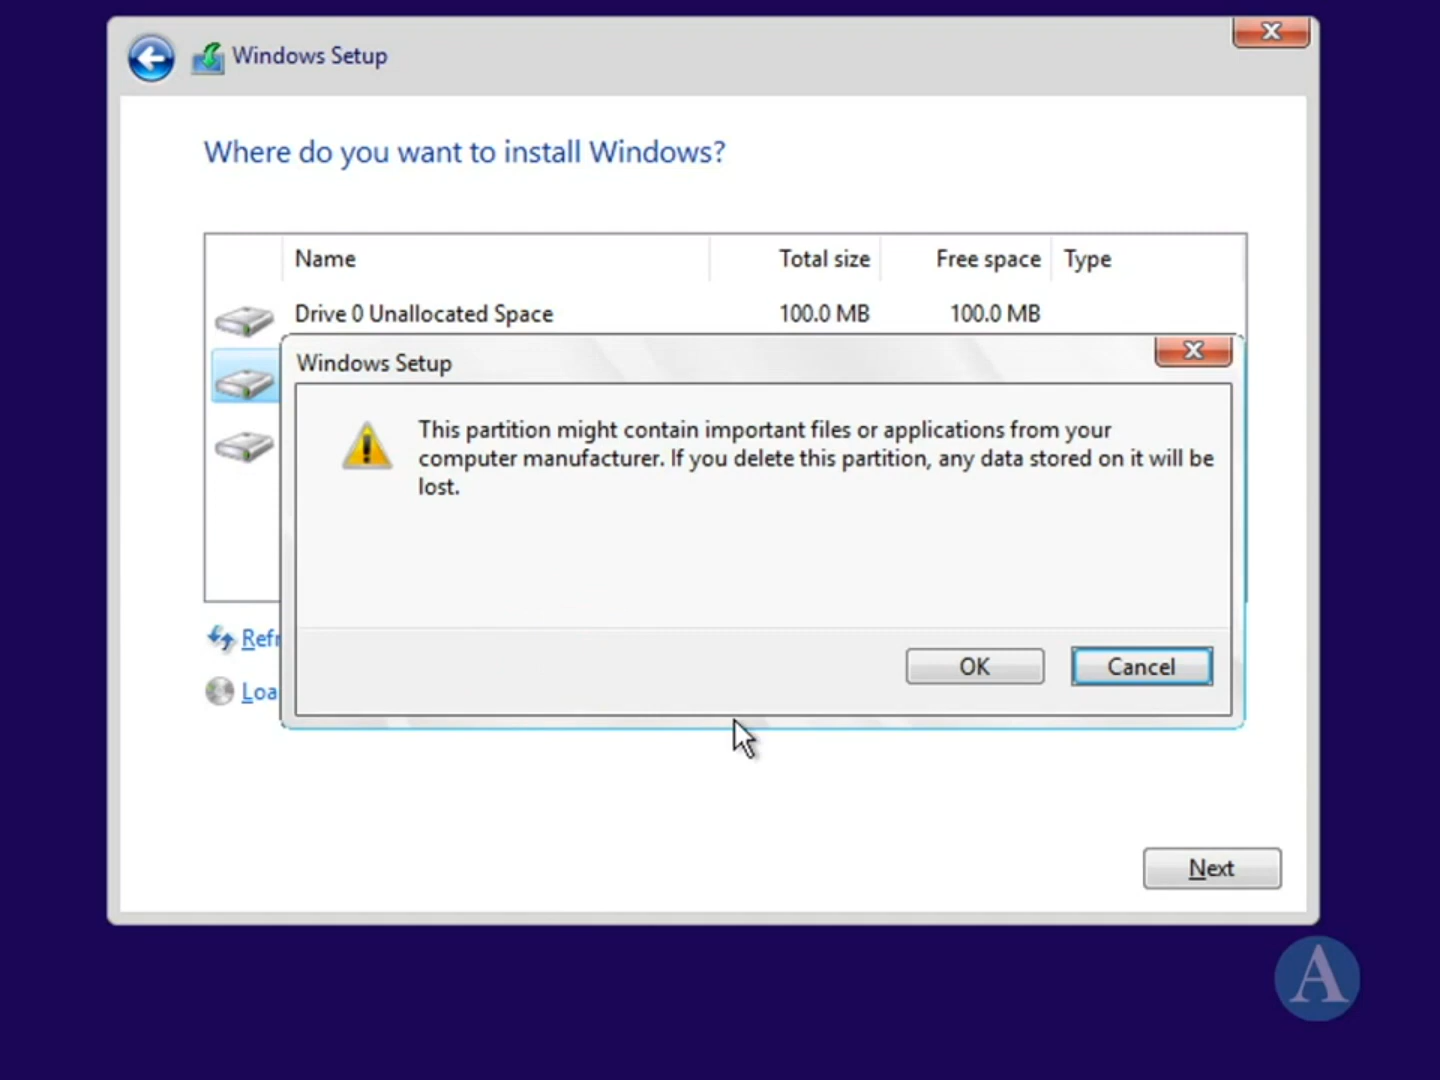 Windows Setup
Where do you want to install Windows?
Name Total size Free space Type
Drive 0 Unallocated Space 100.0 MB 100.0 MB
Windows Setup
This partition might contain important files or applications from your
computer manufacturer. If you delete this partition, any data stored on it will be
lost.
OK Cancel
Refr
Loa
Next
A